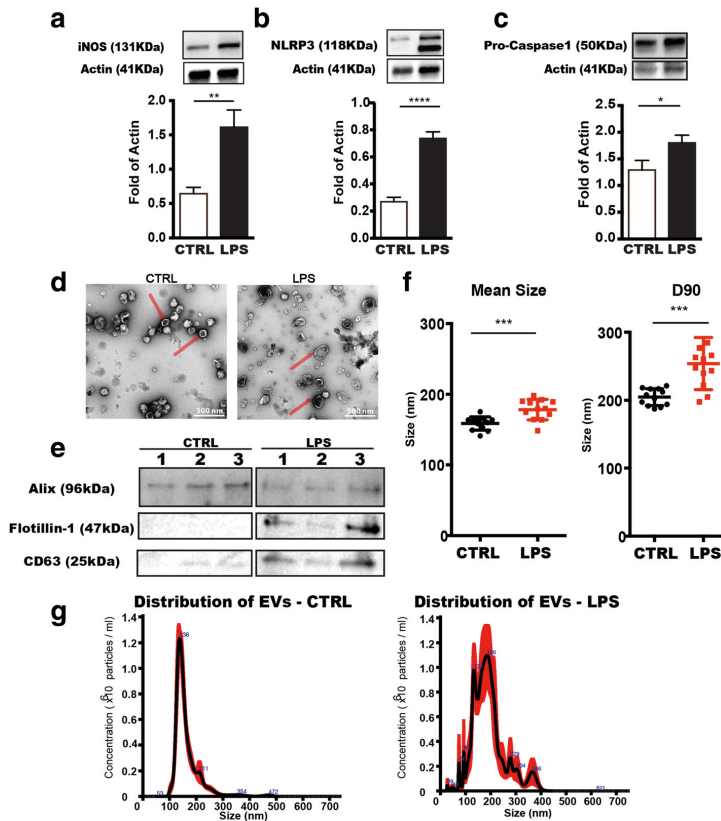 a
iNOS (131KDa)
Actin (41KDa)
**
Fold of Actin
2.0
1.5
1.0
0.5
0.0
CTRL LPS
b
NLRP3 (118KDa)
Actin (41KDa)
****
Fold of Actin
1.0
0.8
0.6
0.4
0.2
0.0
CTRL LPS
c
Pro-Caspase1 (50KDa)
Actin (41KDa)
*
Fold of Actin
2.5
2.0
1.5
1.0
0.5
0.0
CTRL LPS
d
CTRL
500 nm
LPS
500 nm
e
CTRL LPS
1 2 3 1 2 3
Alix (96kDa)
Flotillin-1 (47kDa)
CD63 (25kDa)
f
Mean Size
***
Size (nm)
300
200
100
0
CTRL LPS
D90
***
Size (nm)
300
200
100
0
CTRL LPS
g
Distribution of EVs - CTRL
Concentration ( x10 6 particles / ml)
1.4
1.2
1.0
0.8
0.6
0.4
0.2
0
354
472
0 100 200 300 400 500 600 700
Size (nm)
Distribution of EVs - LPS
Concentration ( x10 6 particles / ml)
1.4
1.2
1.0
0.8
0.6
0.4
0.2
0
621
0 100 200 300 400 500 600 700
Size (nm)